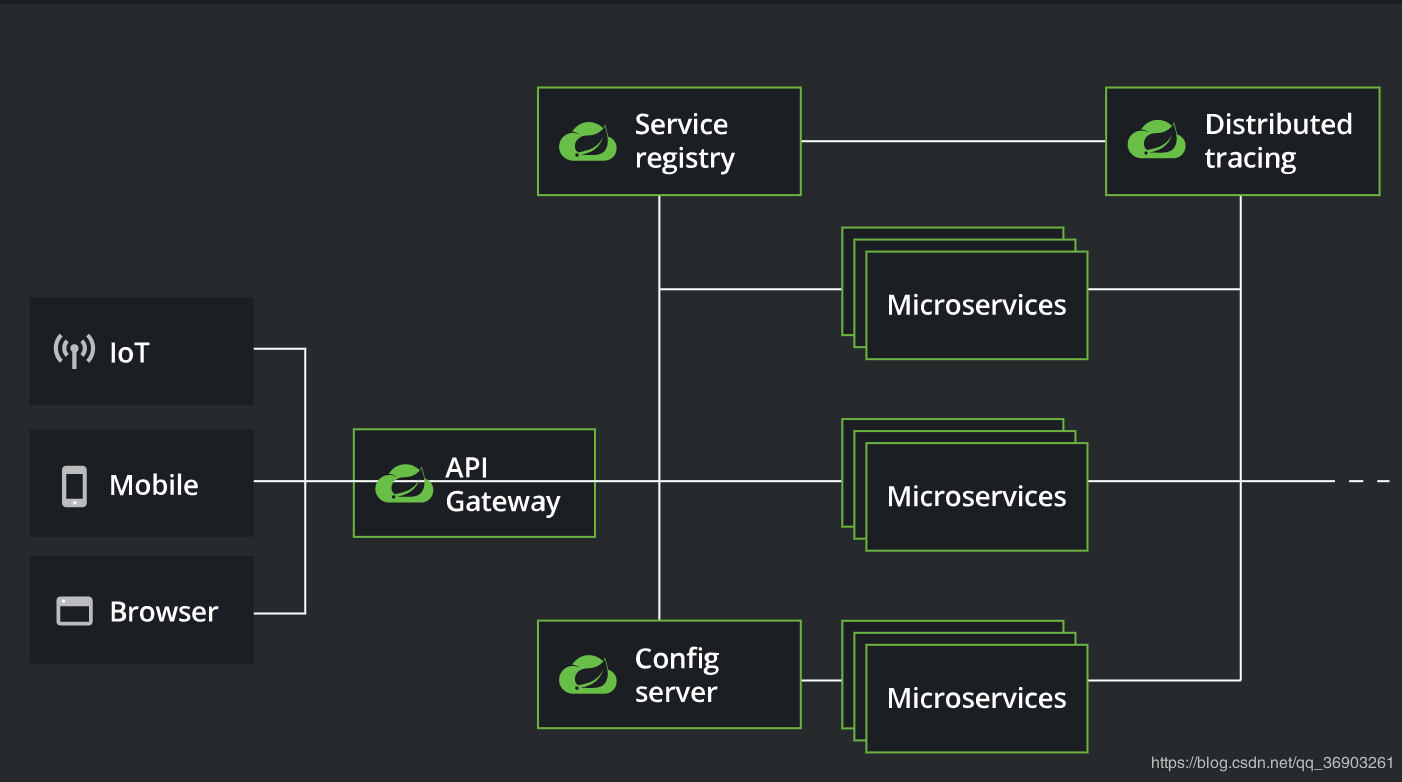 Service
registry
Distributed
tracing
Microservices
IoT
Mobile
API
Gateway
Microservices
Browser
Config
server
Microservices
https://blog.csdn.net/qq_36903261